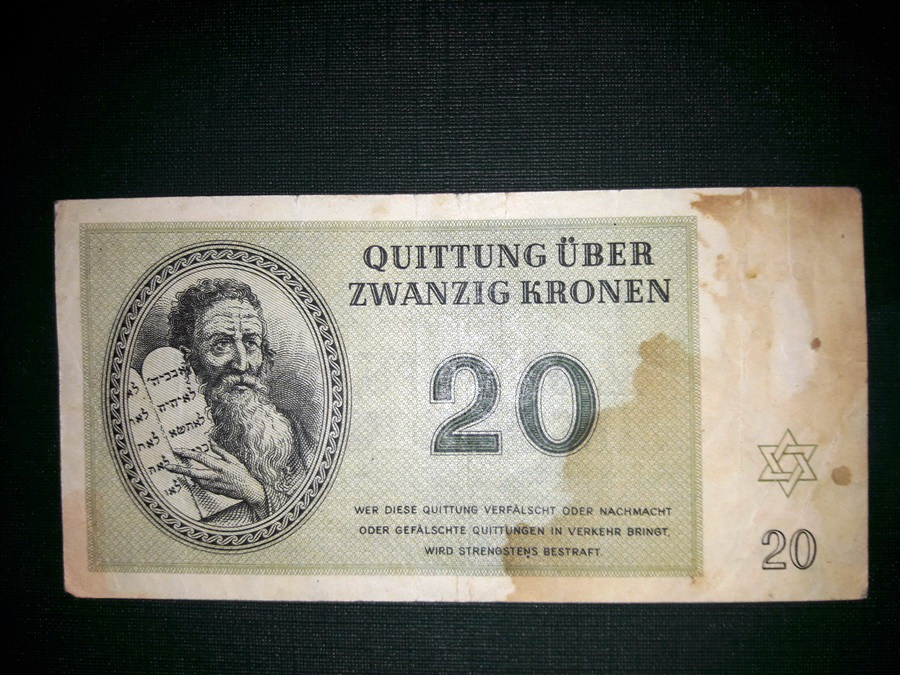 QUITTUNG ÜBER
ZWANZIG KRONEN
20
WER DIESE QUITTUNG VERFÄLSCHT ODER NACHMACHT
ODER GEFÄLSCHTE QUITTUNGEN IN VERKEHR BRINGT,
WIRD STRENGSTENS BESTRAFT.
20